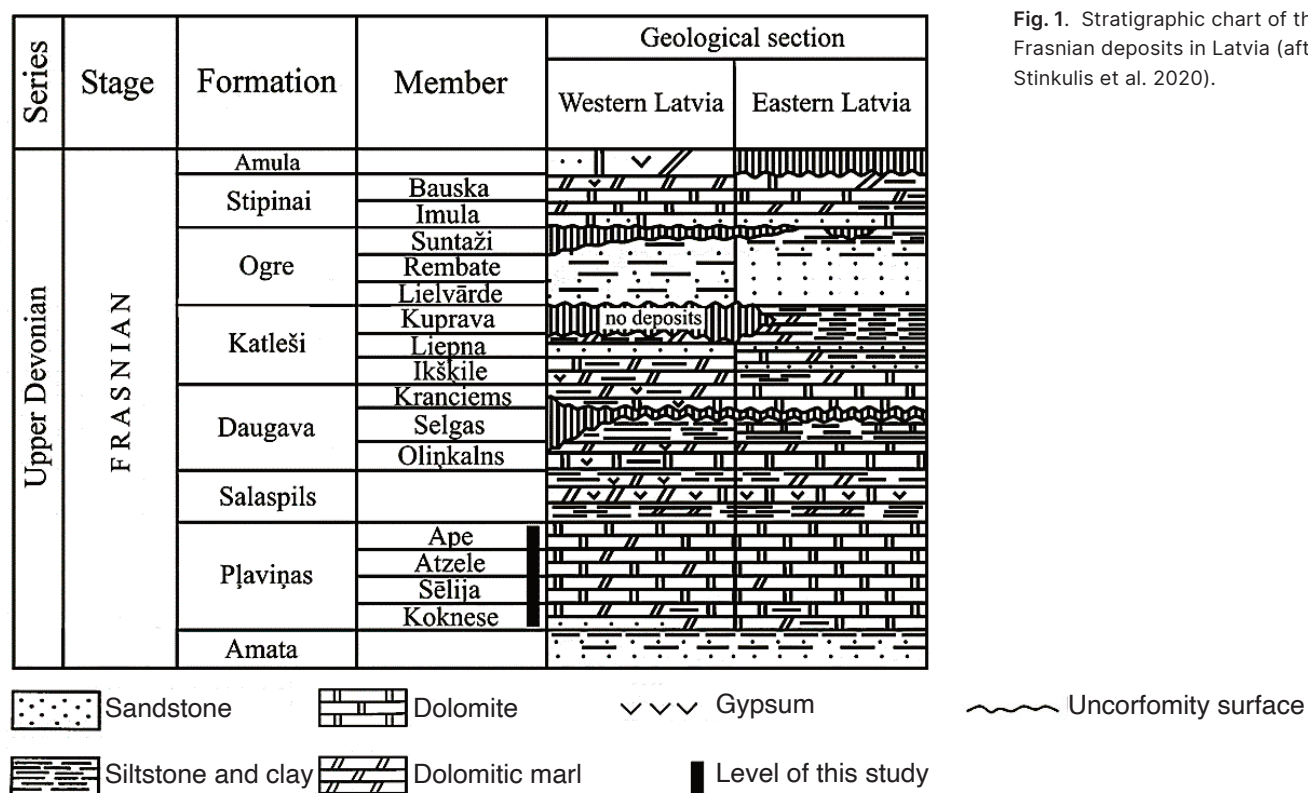 Fig. 1. Stratigraphic chart of th
Frasnian deposits in Latvia (aft
Stinkulis et al. 2020).
Series
Stage
Formation
Member
Geological section
Western Latvia
Eastern Latvia
Upper Devonian
FRASNIAN
Amula
Stipinai
Bauska
Imula
Ogre
Suntaži
Rembate
Lielvārde
Katleši
Kuprava
no deposits
Liepna
Ikšķile
Daugava
Kranciems
Selgas
Oliņkalns
Salaspils
Pļaviņas
Ape
Atzele
Sēlija
Koknese
Amata
Sandstone
Dolomite
Gypsum
Uncorfomity surface
Siltstone and clay
Dolomitic marl
Level of this study